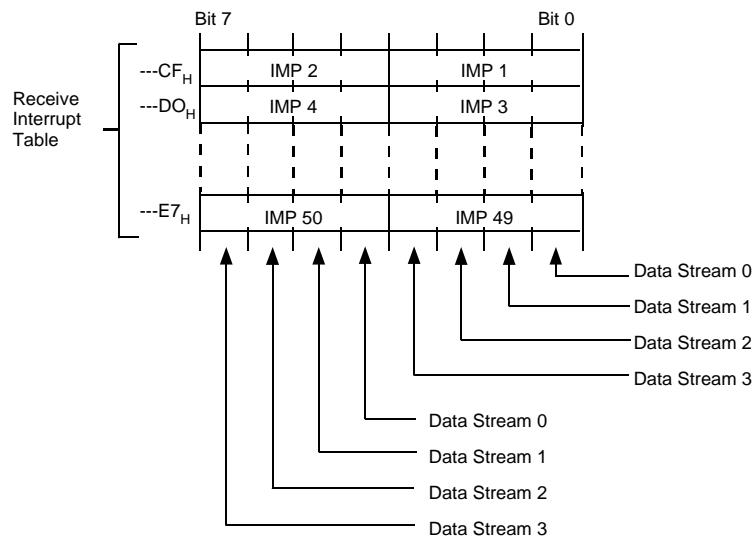 Bit 7 Bit 0
---CFH IMP 2 IMP 1
Receive
Interrupt
Table
---DOH IMP 4 IMP 3
---E7H IMP 50 IMP 49
Data Stream 0
Data Stream 1
Data Stream 2
Data Stream 3
Data Stream 0
Data Stream 1
Data Stream 2
Data Stream 3